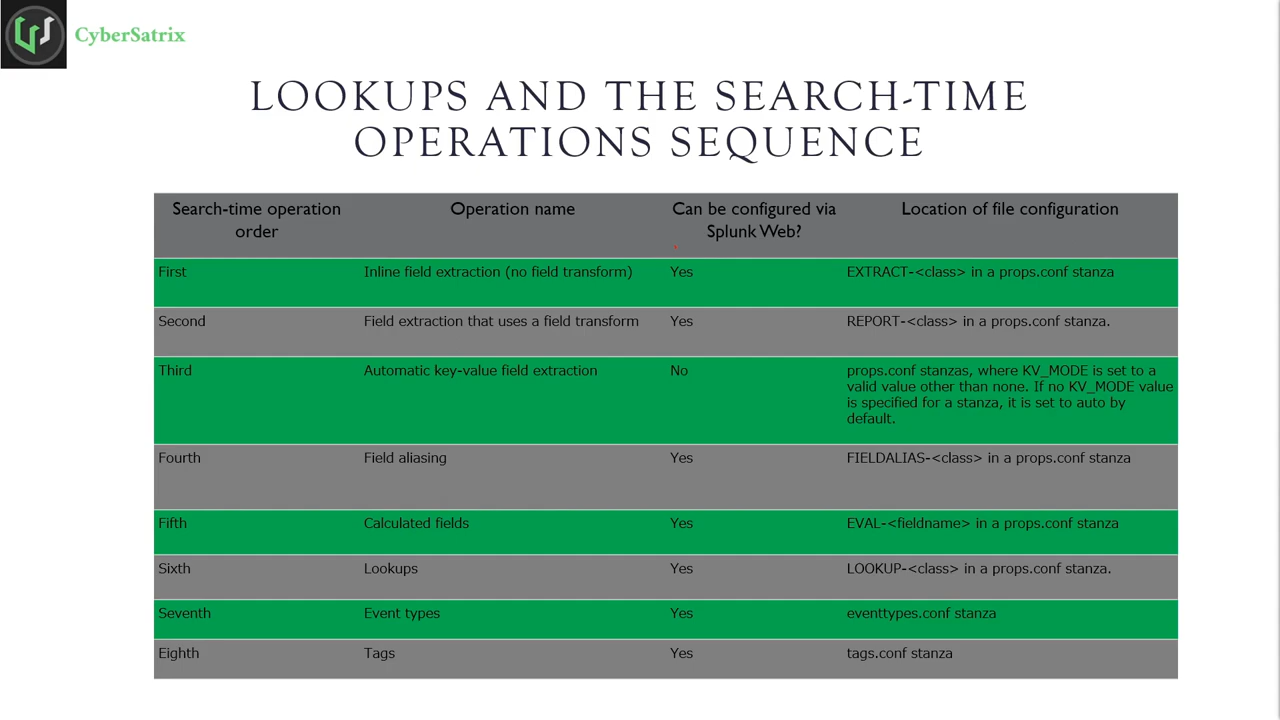 CyberSatrix
LOOKUPS AND THE SEARCH-TIME
OPERATIONS SEQUENCE
Search-time operation order
Operation name
Can be configured via Splunk Web?
Location of file configuration
First
Inline field extraction (no field transform)
Yes
EXTRACT-<class> in a props.conf stanza
Second
Field extraction that uses a field transform
Yes
REPORT-<class> in a props.conf stanza.
Third
Automatic key-value field extraction
No
props.conf stanzas, where KV_MODE is set to a
valid value other than none. If no KV_MODE value
is specified for a stanza, it is set to auto by
default.
Fourth
Field aliasing
Yes
FIELDALIAS-<class> in a props.conf stanza
Fifth
Calculated fields
Yes
EVAL-<fieldname> in a props.conf stanza
Sixth
Lookups
Yes
LOOKUP-<class> in a props.conf stanza.
Seventh
Event types
Yes
eventtypes.conf stanza
Eighth
Tags
Yes
tags.conf stanza